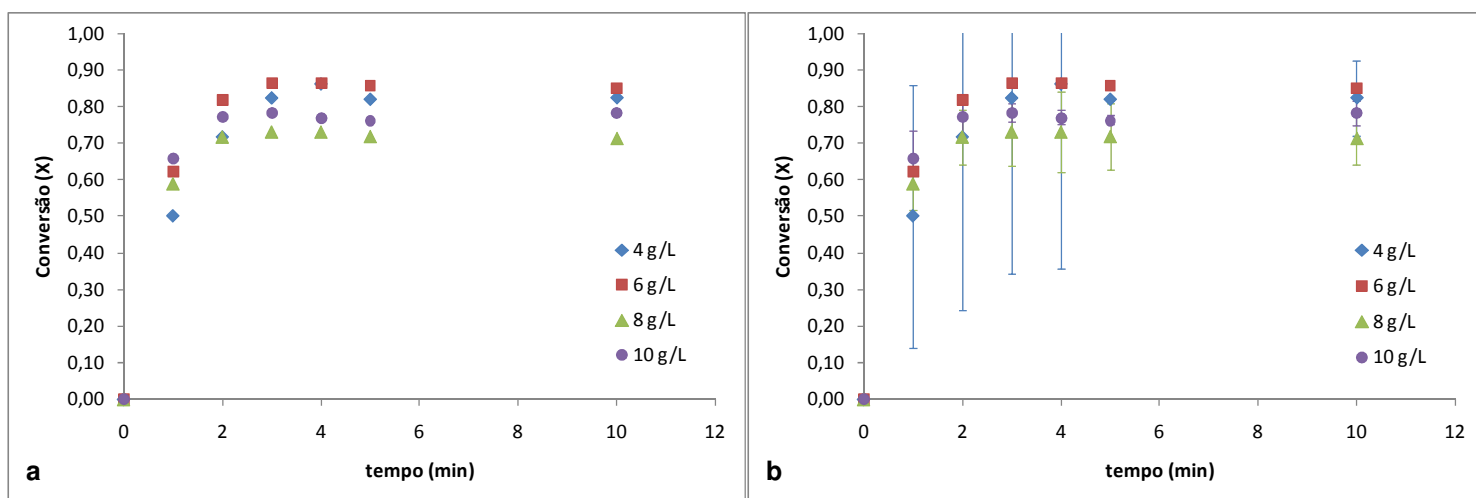 1,00
0,90
0,80
0,70
0,60
0,50
0,40
0,30
0,20
0,10
0,00
Conversão (X)
4 g/L
6 g/L
8 g/L
10 g/L
0 2 4 6 8 10 12
tempo (min)
a
1,00
0,90
0,80
0,70
0,60
0,50
0,40
0,30
0,20
0,10
0,00
Conversão (X)
4 g/L
6 g/L
8 g/L
10 g/L
0 2 4 6 8 10 12
tempo (min)
b